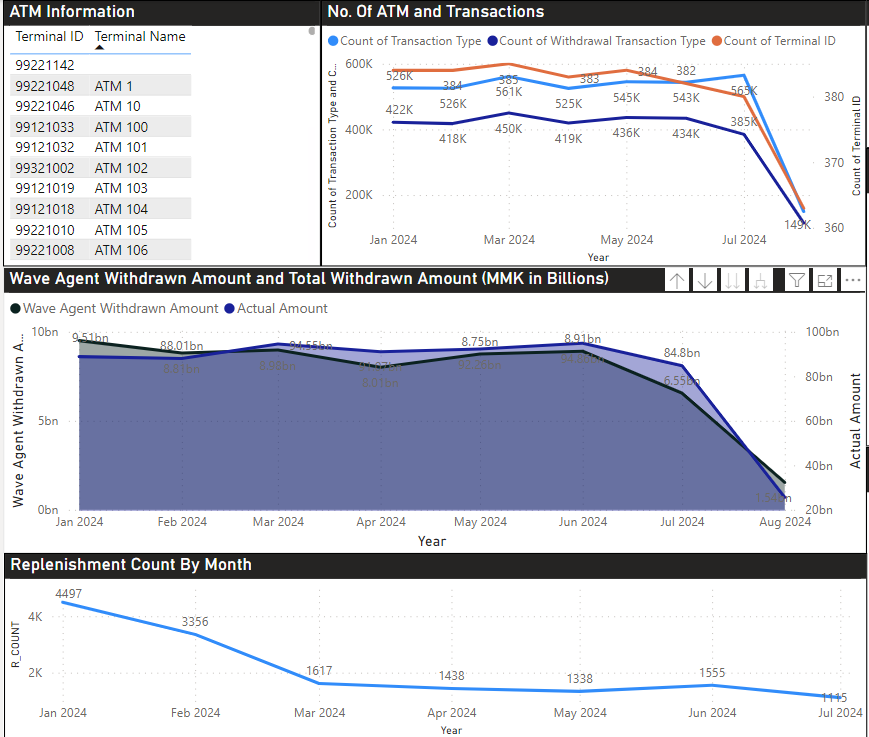 ATM Information
Terminal ID Terminal Name
99221142
99221048 ATM 1
99221046 ATM 10
99121033 ATM 100
99121032 ATM 101
99321002 ATM 102
99121019 ATM 103
99121018 ATM 104
99221010 ATM 105
99221008 ATM 106
No. Of ATM and Transactions
Count of Transaction Type Count of Withdrawal Transaction Type Count of Terminal ID
Count of Transaction Type and C...
600K
400K
200K
526K 384 385 383 384 382
526K 561K 525K 545K 543K 565K
422K 418K 450K 419K 436K 434K 385K
149K
380
370
360
Count of Terminal ID
Jan 2024 Mar 2024 May 2024 Jul 2024
Year
Wave Agent Withdrawn Amount and Total Withdrawn Amount (MMK in Billions)
Wave Agent Withdrawn Amount Actual Amount
Wave Agent Withdrawn A...
10bn
5bn
0bn
9.51bn 88.01bn 94.55bn 8.75bn 8.91bn 84.8bn
8.81bn 8.98bn 8.01bn 92.26bn 6.55bn
100bn
80bn
60bn
40bn
20bn
Actual Amount
Jan 2024 Feb 2024 Mar 2024 Apr 2024 May 2024 Jun 2024 Jul 2024 Aug 2024
Year
Replenishment Count By Month
R_COUNT
4K
2K
4497 3356 1617 1438 1338 1555 1115
Jan 2024 Feb 2024 Mar 2024 Apr 2024 May 2024 Jun 2024 Jul 2024
Year